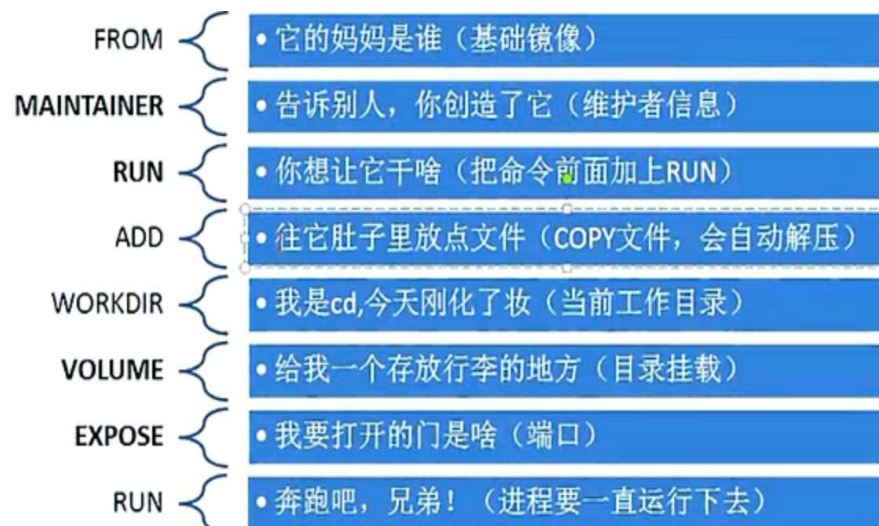 FROM
• 它的妈妈是谁（基础镜像）
MAINTAINER
• 告诉别人，你创造了它（维护者信息）
RUN
• 你想让它干啥（把命令前面加上RUN）
ADD
• 往它肚子里放点文件（COPY文件，会自动解压）
WORKDIR
• 我是cd,今天刚化了妆（当前工作目录）
VOLUME
• 给我一个存放行李的地方（目录挂载）
EXPOSE
• 我要打开的门是啥（端口）
RUN
• 奔跑吧，兄弟！（进程要一直运行下去）